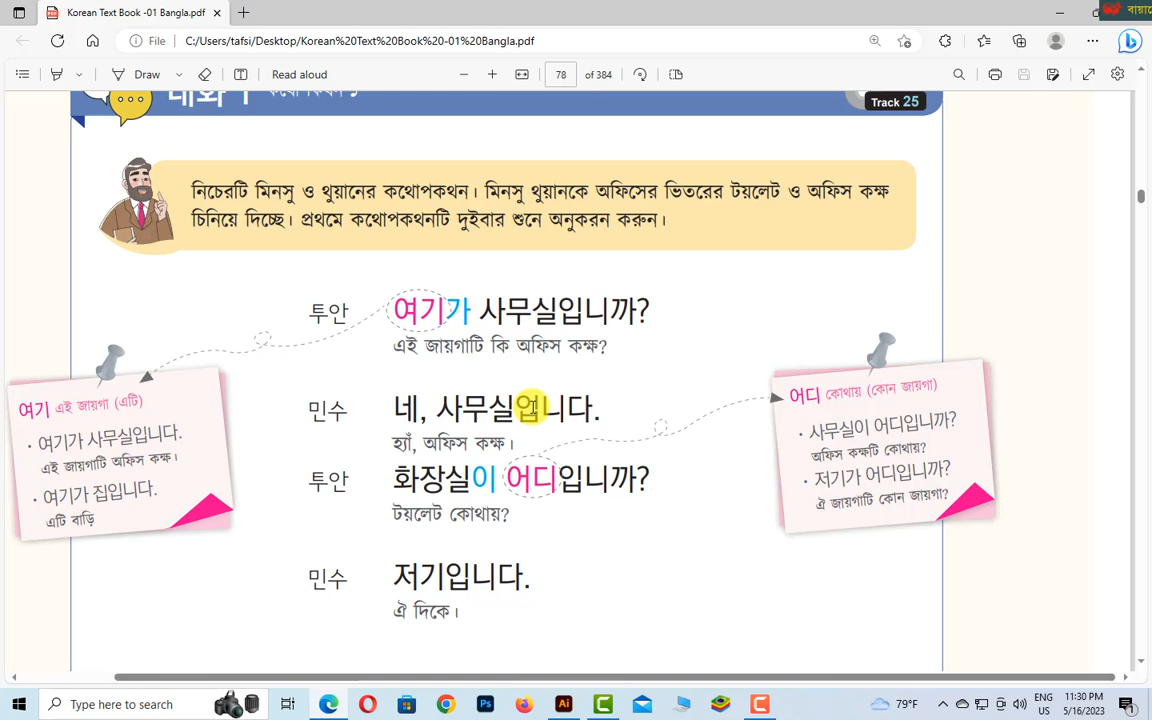 Korean Text Book -01 Bangla.pdf
File C:/Users/tafsi/Desktop/Korean%20Text%20Book%20-01%20Bangla.pdf
Draw Read aloud 78 of 384
대화 1 কথোপকথন ১
Track 25
নিচেরটি মিনসু ও থুয়ানের কথোপকথন। মিনসু থুয়ানকে অফিসের ভিতরের টয়লেট ও অফিস কক্ষ
চিনিয়ে দিচ্ছে। প্রথমে কথোপকথনটি দুইবার শুনে অনুকরন করুন।
투안 여기가 사무실입니까?
এই জায়গাটি কি অফিস কক্ষ?
민수 네, 사무실입니다.
হ্যাঁ, অফিস কক্ষ।
투안 화장실이 어디입니까?
টয়লেট কোথায়?
민수 저기입니다.
ঐ দিকে।
여기 এই জায়গা (এটি)
· 여기가 사무실입니다.
এই জায়গাটি অফিস কক্ষ।
· 여기가 집입니다.
এটি বাড়ি
어디 কোথায় (কোন জায়গা)
· 사무실이 어디입니까?
অফিস কক্ষটি কোথায়?
· 저기가 어디입니까?
ঐ জায়গাটি কোন জায়গা?
Type here to search
79°F
ENG
US
11:30 PM
5/16/2023